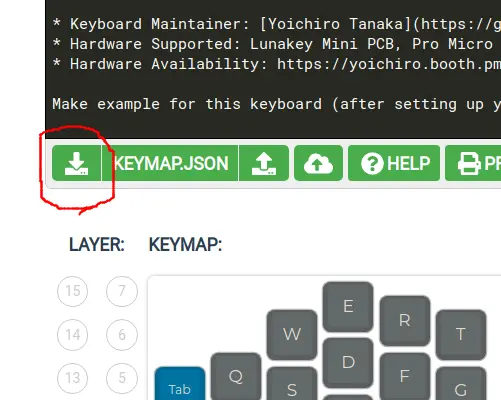 * Keyboard Maintainer: [Yoichiro Tanaka](https://g
* Hardware Supported: Lunakey Mini PCB, Pro Micro
* Hardware Availability: https://yoichiro.booth.pm
Make example for this keyboard (after setting up y
KEYMAP.JSON HELP PR
LAYER: KEYMAP:
15 7
E
R
W T
14 6
D
Q F
13 5
Tab S G